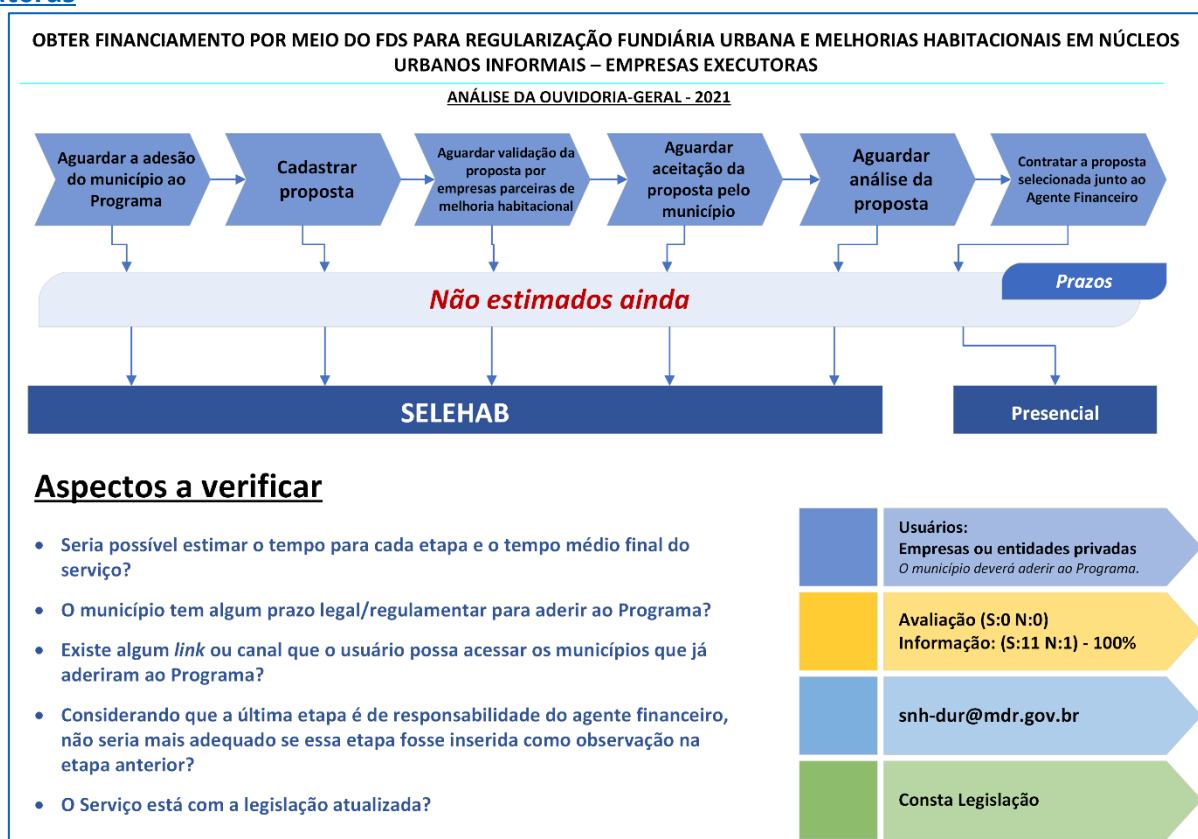 OBTER FINANCIAMENTO POR MEIO DO FDS PARA REGULARIZAÇÃO FUNDIÁRIA URBANA E MELHORIAS HABITACIONAIS EM NÚCLEOS
URBANOS INFORMAIS – EMPRESAS EXECUTORAS
ANÁLISE DA OUVIDORIA-GERAL - 2021
Aguardar a adesão
do município ao
Programa
Cadastrar
proposta
Aguardar validação da
proposta por
empresas parceiras de
melhoria habitacional
Aguardar
aceitação da
proposta pelo
município
Aguardar
análise da
proposta
Contratar a proposta
selecionada junto ao
Agente Financeiro
Prazos
Não estimados ainda
SELEHAB
Presencial
Aspectos a verificar
• Seria possível estimar o tempo para cada etapa e o tempo médio final do
serviço?
• O município tem algum prazo legal/regulamentar para aderir ao Programa?
• Existe algum link ou canal que o usuário possa acessar os municípios que já
aderiram ao Programa?
• Considerando que a última etapa é de responsabilidade do agente financeiro,
não seria mais adequado se essa etapa fosse inserida como observação na
etapa anterior?
• O Serviço está com a legislação atualizada?
Usuários:
Empresas ou entidades privadas
O município deverá aderir ao Programa.
Avaliação (S:0 N:0)
Informação: (S:11 N:1) - 100%
snh-dur@mdr.gov.br
Consta Legislação